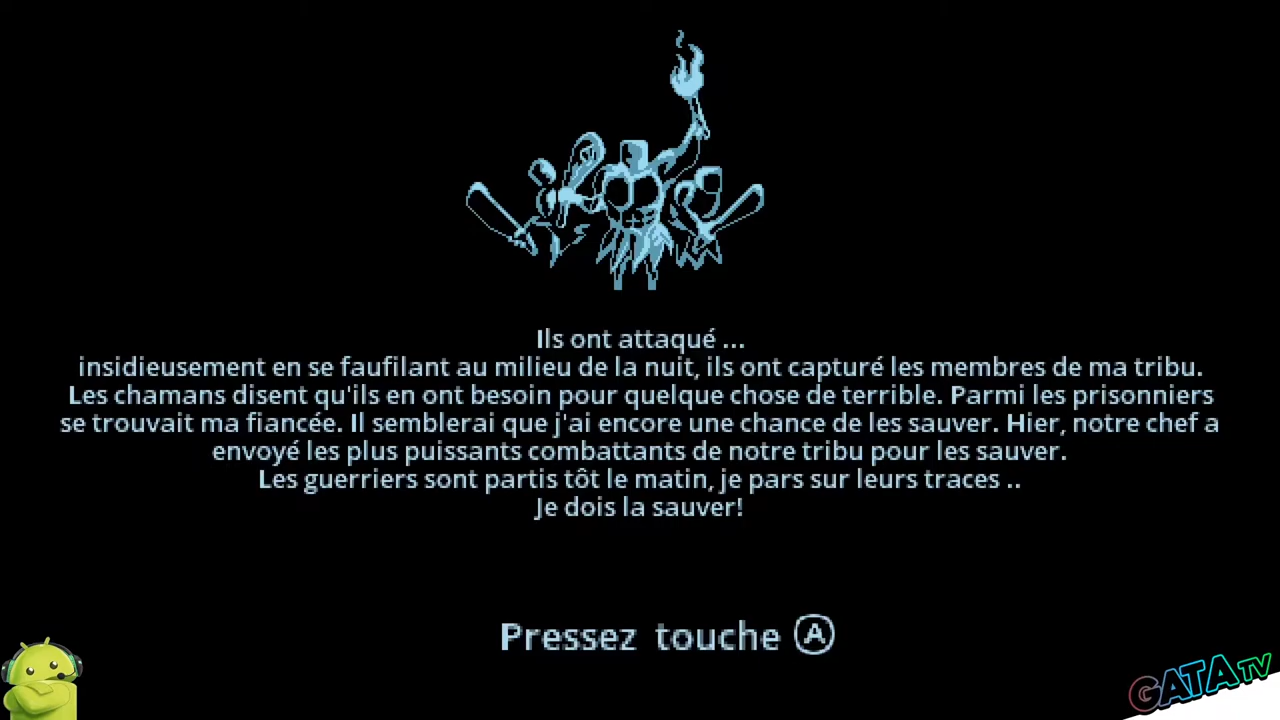 Ils ont attaqué ...
insidieusement en se faufilant au milieu de la nuit, ils ont capturé les membres de ma tribu.
Les chamans disent qu'ils en ont besoin pour quelque chose de terrible. Parmi les prisonniers
se trouvait ma fiancée. Il semblerai que j'ai encore une chance de les sauver. Hier, notre chef a
envoyé les plus puissants combattants de notre tribu pour les sauver.
Les guerriers sont partis tôt le matin, je pars sur leurs traces ..
Je dois la sauver!
Pressez touche A
GATA TV